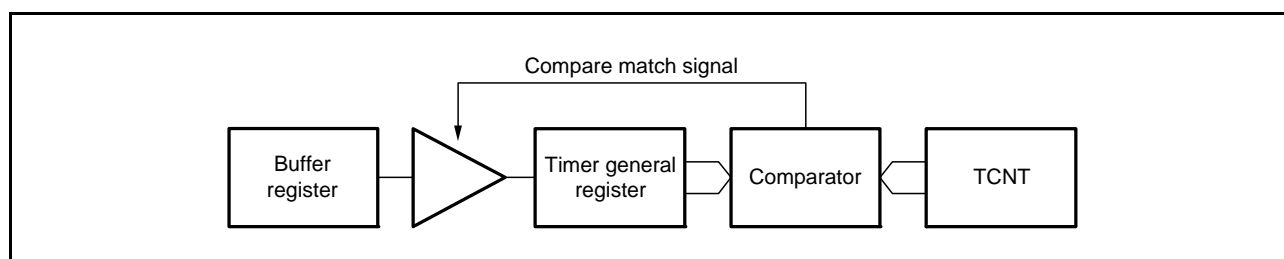 Compare match signal
Buffer
register
Timer general
register
Comparator
TCNT